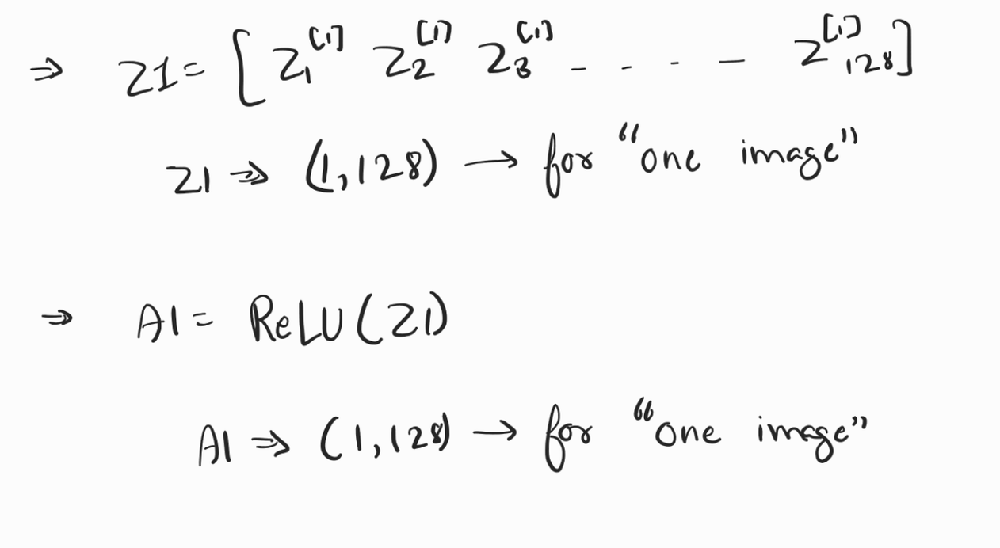 ⇒ Z1 = [ Z₁^[1] Z₂^[1] Z₃^[1] - - - - Z₁₂₈^[1] ]
Z1 ⇒ (1,128) → for "one image"
⇒ A1 = ReLU(Z1)
A1 ⇒ (1,128) → for "one image"